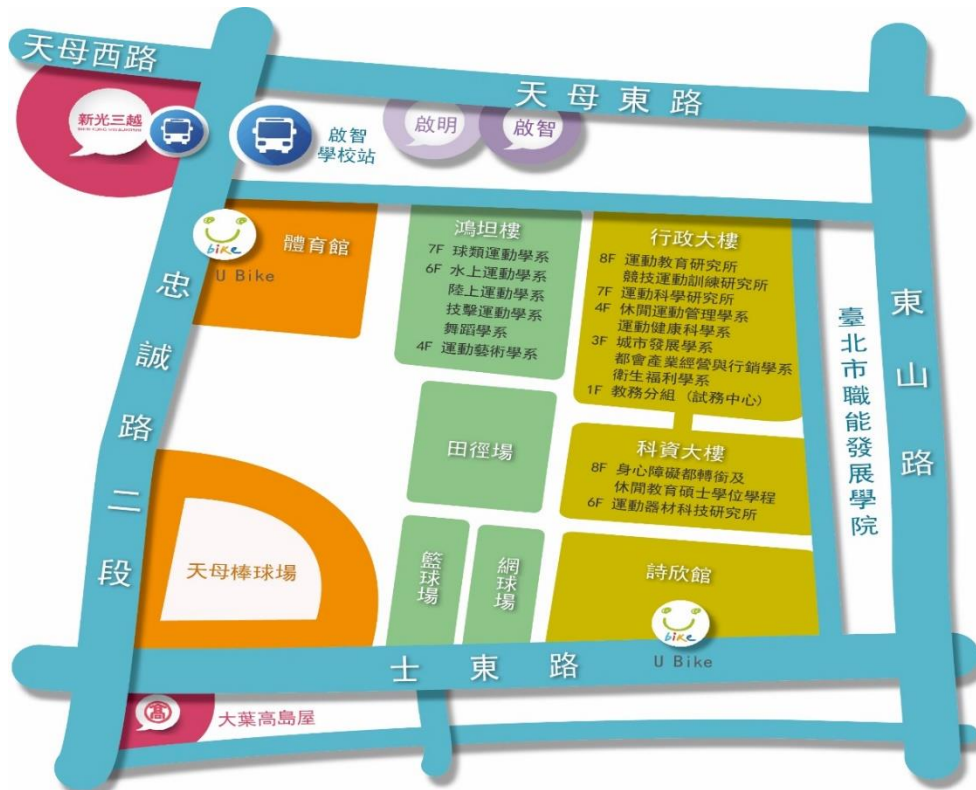 天母西路
天母東路
新光三越
啟智
學校站
啟明
啟智
bike
U Bike
體育館
鴻坦樓
7F 球類運動學系
6F 水上運動學系
陸上運動學系
技擊運動學系
舞蹈學系
4F 運動藝術學系
行政大樓
8F 運動教育研究所
競技運動訓練研究所
7F 運動科學研究所
4F 休閒運動管理學系
運動健康科學系
3F 城市發展學系
都會產業經營與行銷學系
衛生福利學系
1F 教務分組（試務中心）
忠誠路二段
東山路
臺北市職能發展學院
田徑場
科資大樓
8F 身心障礙都轉銜及
休閒教育碩士學位學程
6F 運動器材科技研究所
天母棒球場
籃球場
網球場
詩欣館
bike
U Bike
士東路
高
大葉高島屋